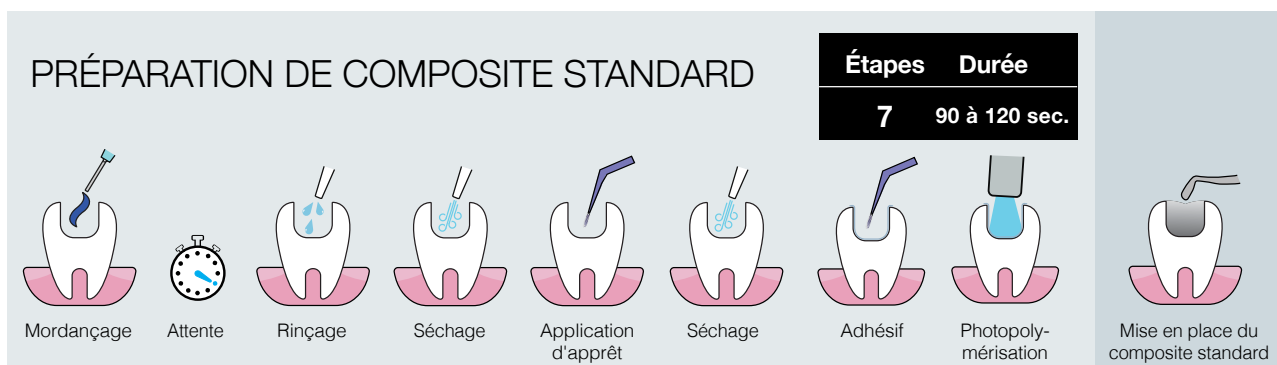 PRÉPARATION DE COMPOSITE STANDARD
Étapes Durée
7 90 à 120 sec.
Mordançage
Attente
Rinçage
Séchage
Application
d'apprêt
Séchage
Adhésif
Photopoly-
mérisation
Mise en place du
composite standard